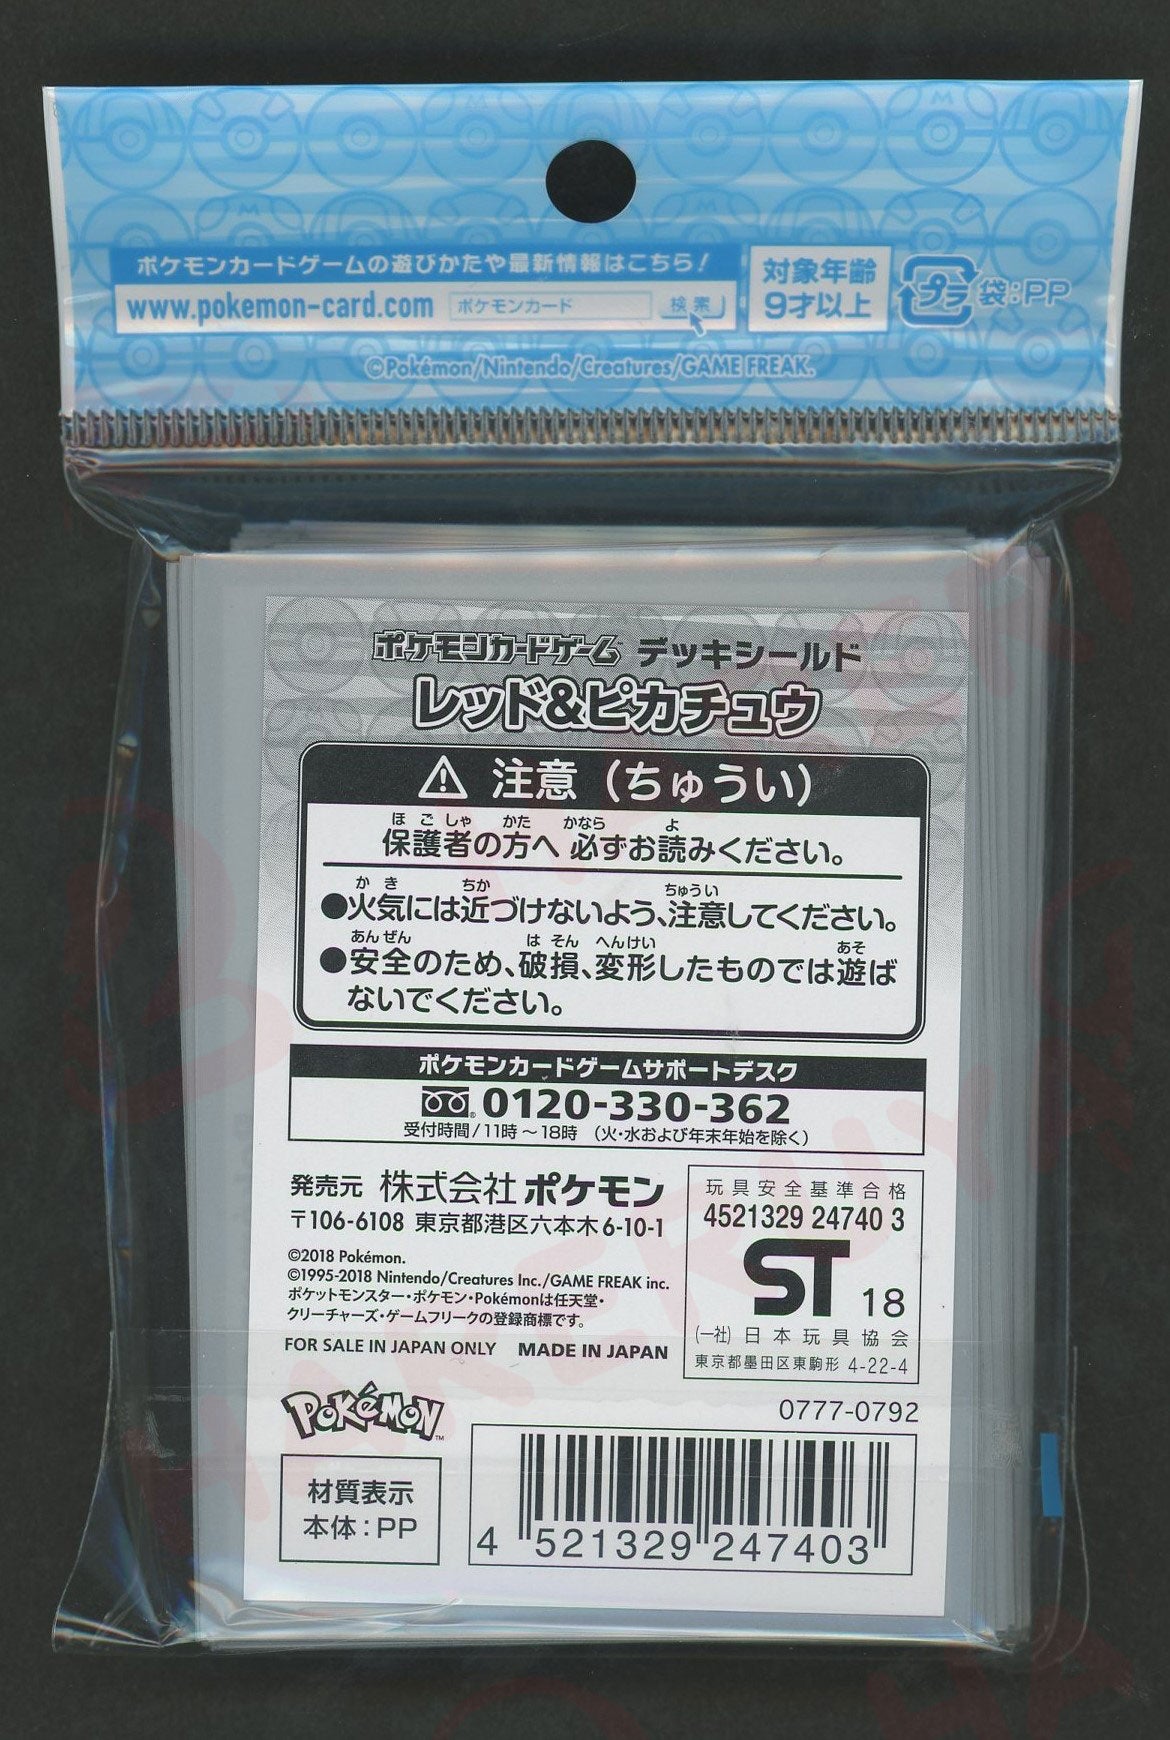 ポケモンカードゲームの遊びかたや最新情報はこちら!
www.pokemon-card.com ポケモンカード 検索
対象年齢
9才以上
プラ 袋:PP
©Pokémon/Nintendo/Creatures/GAME FREAK.
ポケモンカードゲーム デッキシールド
レッド&ピカチュウ
⚠ 注意(ちゅうい)
ほごしゃ かた かなら よ
保護者の方へ 必ずお読みください。
かき ちか ちゅうい
●火気には近づけないよう、注意してください。
あんぜん はそん へんけい あそ
●安全のため、破損、変形したものでは遊ば
ないでください。
ポケモンカードゲームサポートデスク
0120-330-362
受付時間/11時~18時 (火・水および年末年始を除く)
発売元 株式会社ポケモン
〒106-6108 東京都港区六本木6-10-1
©2018 Pokémon.
©1995-2018 Nintendo/Creatures Inc./GAME FREAK inc.
ポケットモンスター・ポケモン・Pokémonは任天堂・
クリーチャーズ・ゲームフリークの登録商標です。
FOR SALE IN JAPAN ONLY MADE IN JAPAN
玩具安全基準合格
4521329 24740 3
ST 18
(一社)日本玩具協会
東京都墨田区東駒形 4-22-4
POKéMON™
0777-0792
材質表示
本体:PP
4 521329 247403